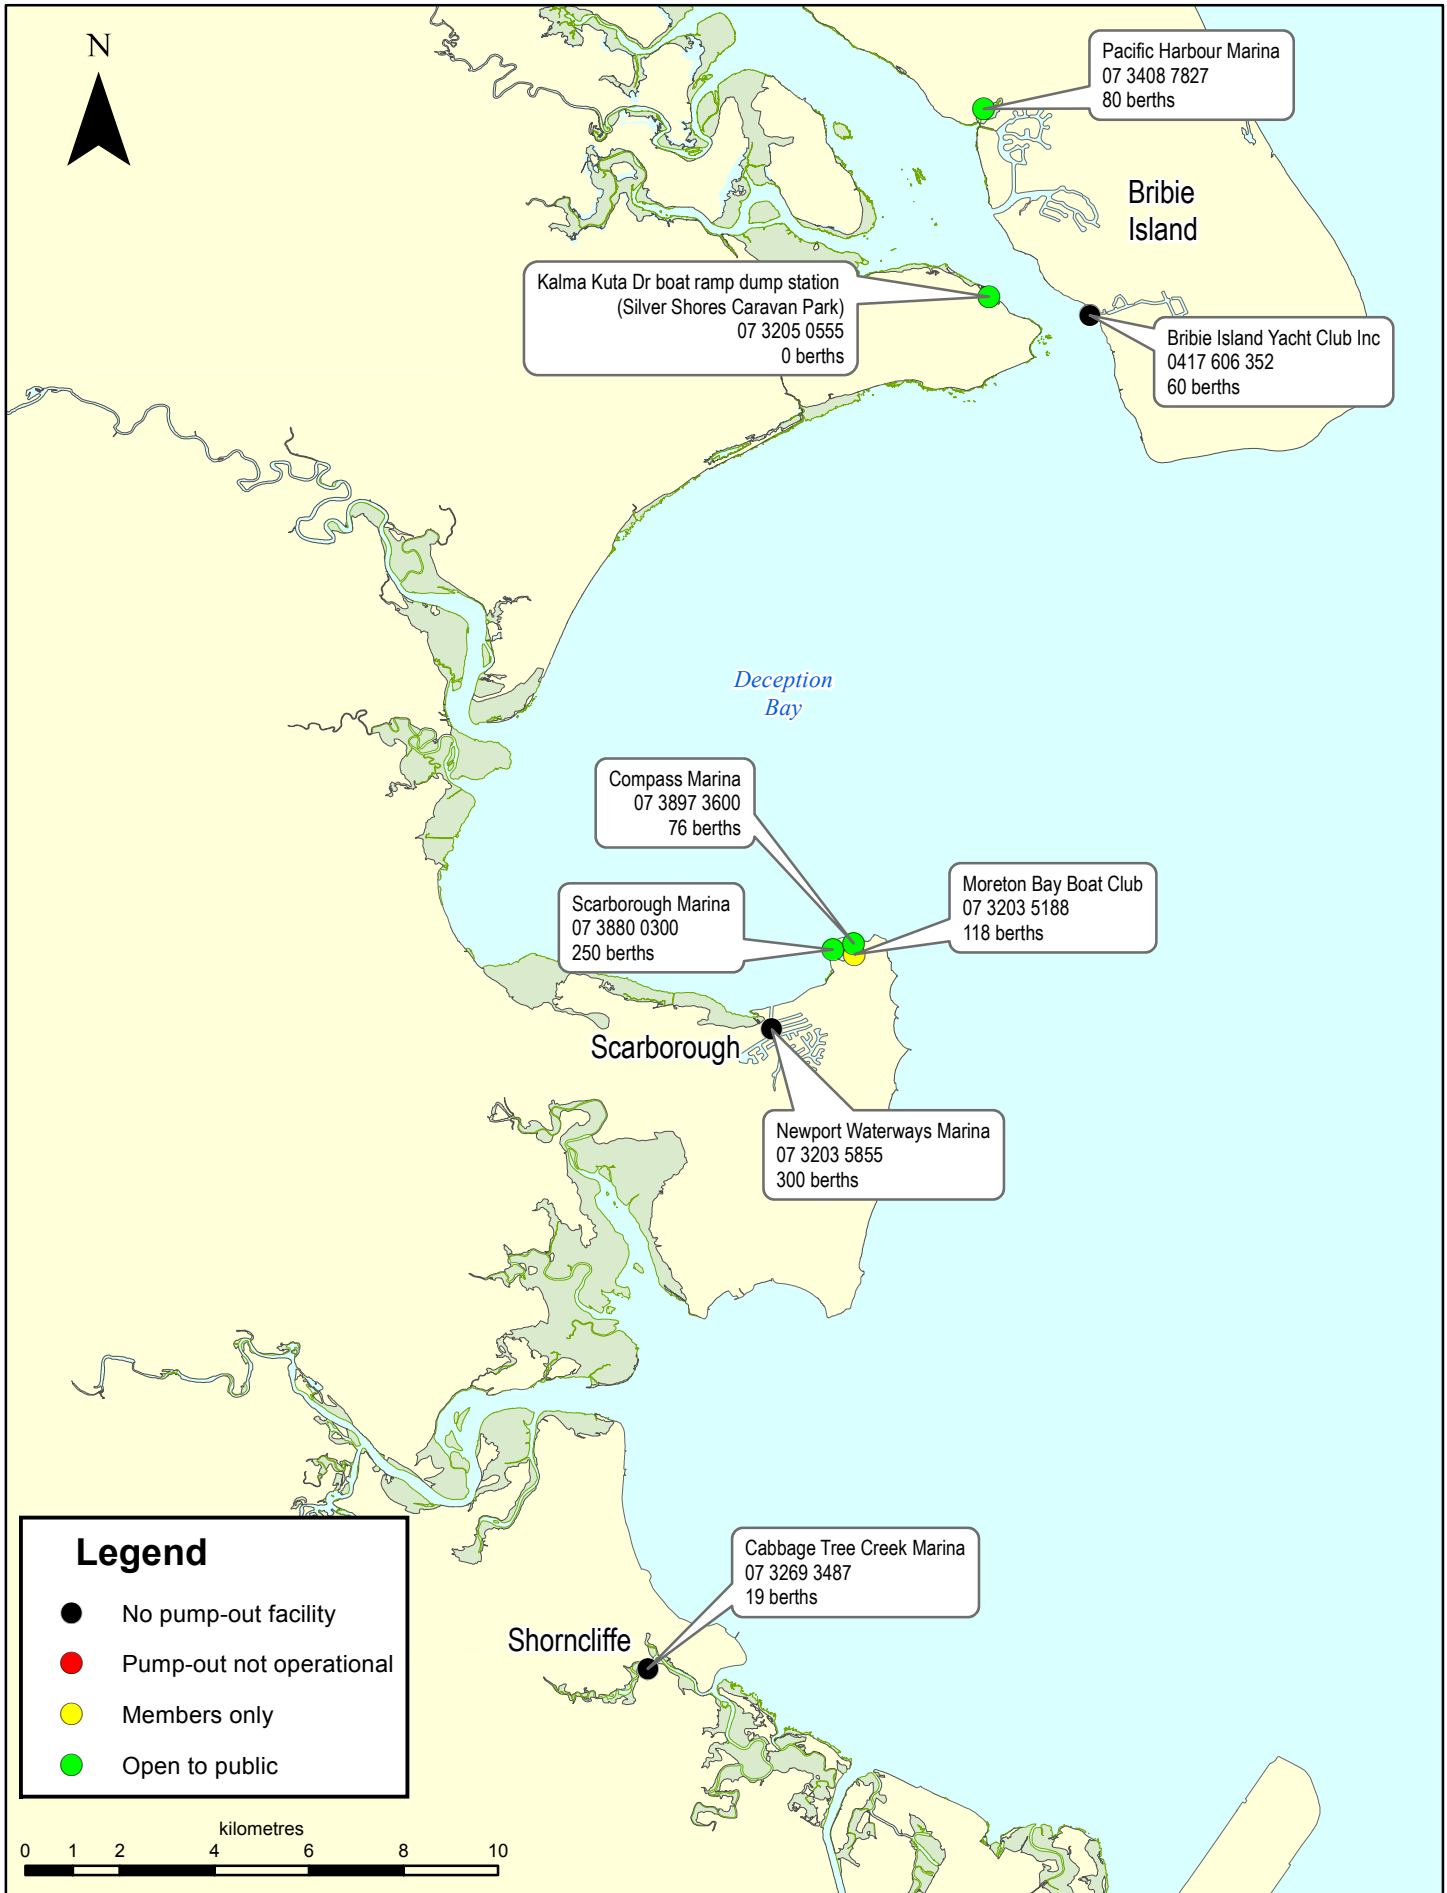 N
Pacific Harbour Marina
07 3408 7827
80 berths
Bribie
Island
Kalma Kuta Dr boat ramp dump station
(Silver Shores Caravan Park)
07 3205 0555
0 berths
Bribie Island Yacht Club Inc
0417 606 352
60 berths
Deception
Bay
Compass Marina
07 3897 3600
76 berths
Moreton Bay Boat Club
07 3203 5188
118 berths
Scarborough Marina
07 3880 0300
250 berths
Scarborough
Newport Waterways Marina
07 3203 5855
300 berths
Cabbage Tree Creek Marina
07 3269 3487
19 berths
Shorncliffe
Legend
No pump-out facility
Pump-out not operational
Members only
Open to public
kilometres
0 1 2 4 6 8 10